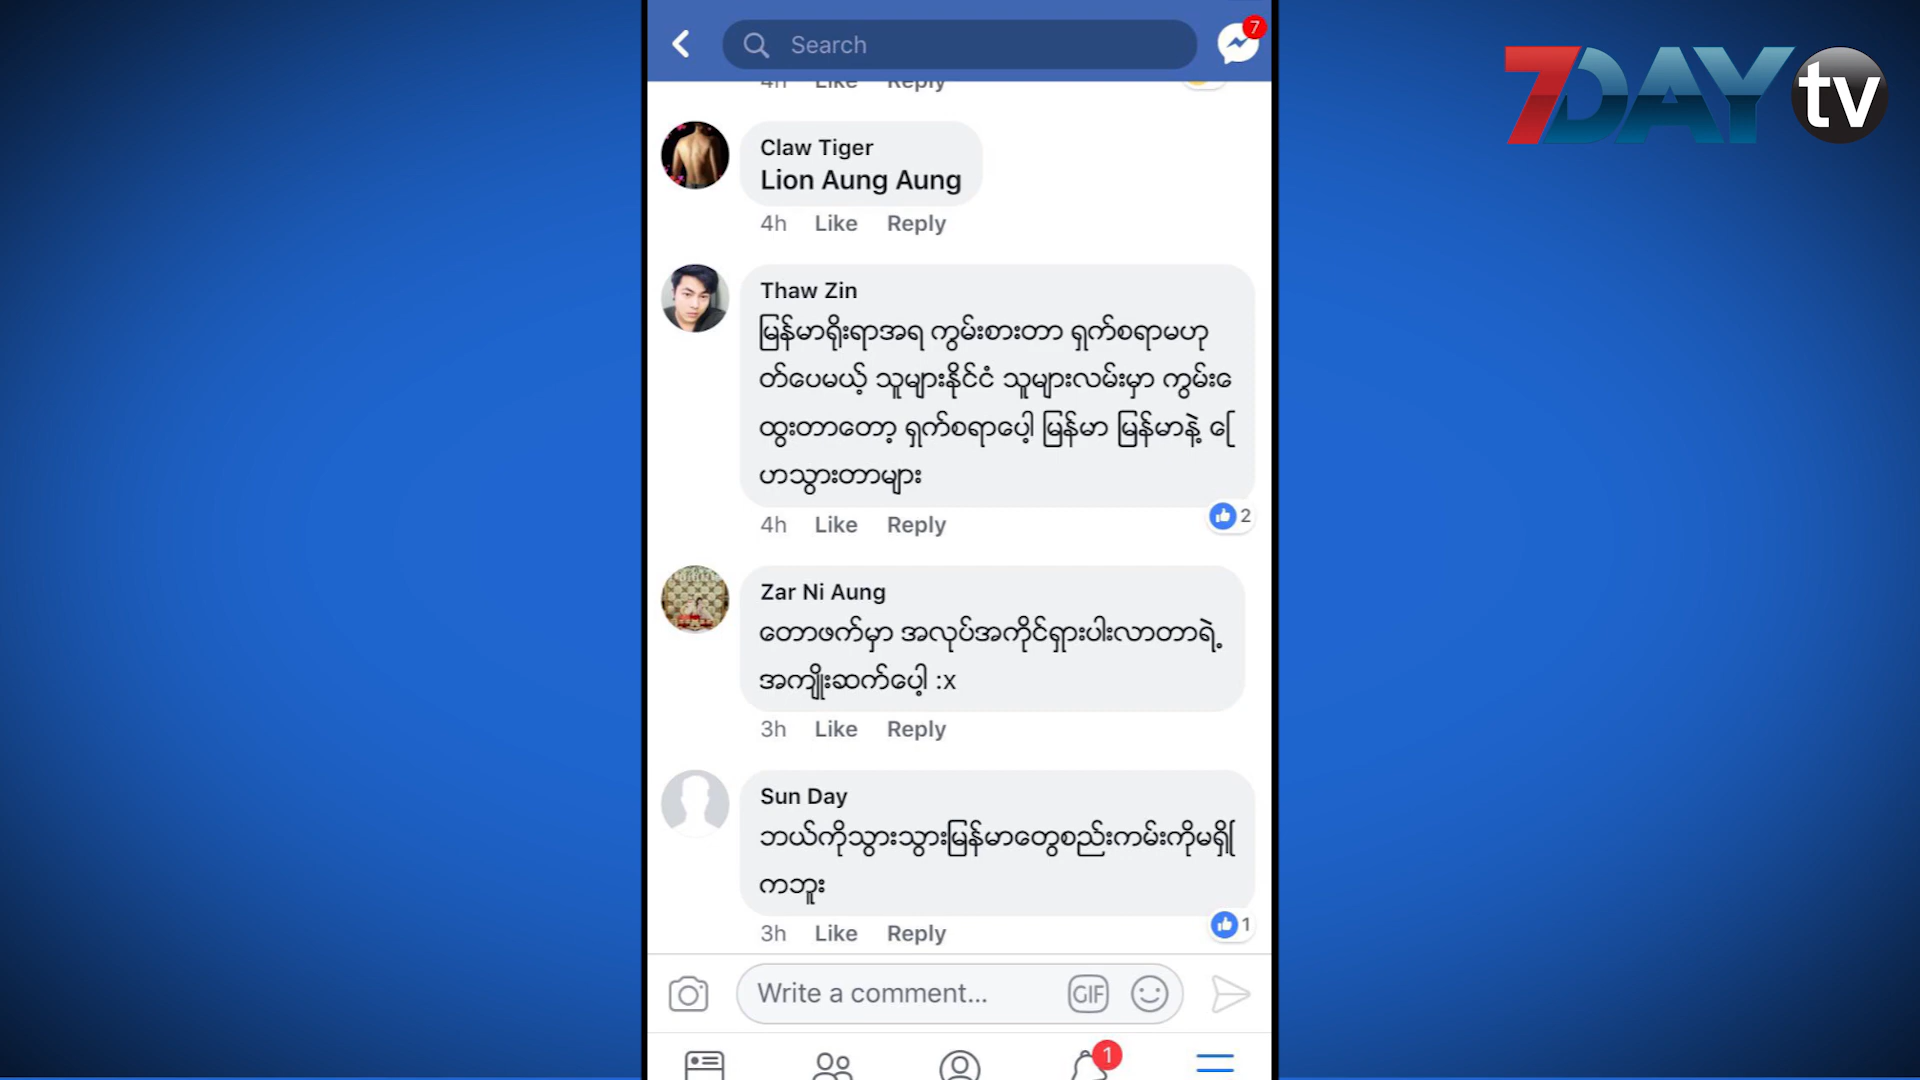 Search
7
7DAY tv
4h Like Reply
Claw Tiger
Lion Aung Aung
4h Like Reply
Thaw Zin
မြန်မာရိုးရာအရ ကွမ်းစားတာ ရှက်စရာမဟု
တ်ပေမယ့် သူများနိုင်ငံ သူများလမ်းမှာ ကွမ်းေ
ထွးတာတော့ ရှက်စရာပေါ့ မြန်မာ မြန်မာနဲ့ ေြ
ဟာသွားတာများ
4h Like Reply
2
Zar Ni Aung
တောဖက်မှာ အလုပ်အကိုင်ရှားပါးလာတာရဲ့
အကျိုးဆက်ပေါ့ :x
3h Like Reply
Sun Day
ဘယ်ကိုသွားသွားမြန်မာတွေစည်းကမ်းကိုမရှိြ
ကဘူး
3h Like Reply
1
Write a comment...
GIF
1